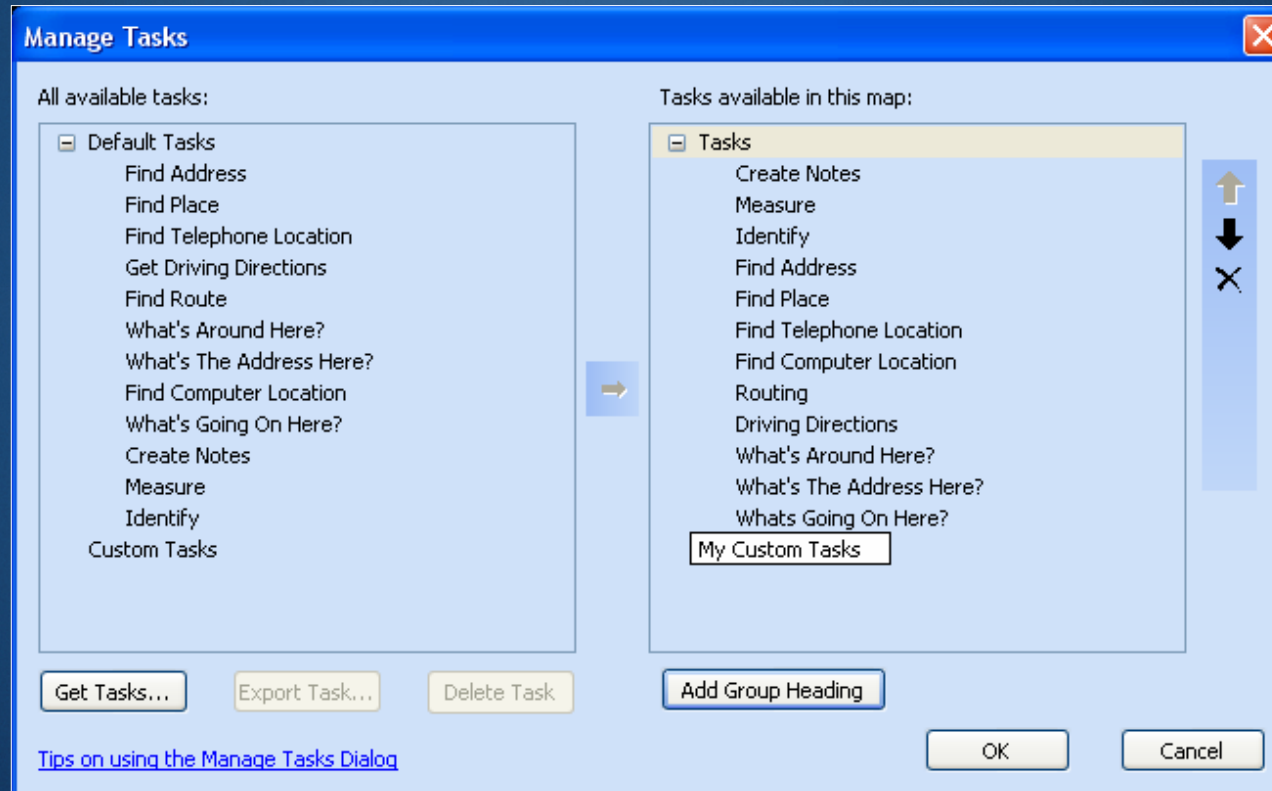 Manage Tasks
All available tasks:
Default Tasks
Find Address
Find Place
Find Telephone Location
Get Driving Directions
Find Route
What's Around Here?
What's The Address Here?
Find Computer Location
What's Going On Here?
Create Notes
Measure
Identify
Custom Tasks
Tasks available in this map:
Tasks
Create Notes
Measure
Identify
Find Address
Find Place
Find Telephone Location
Find Computer Location
Routing
Driving Directions
What's Around Here?
What's The Address Here?
Whats Going On Here?
My Custom Tasks
Get Tasks...
Export Task...
Delete Task
Add Group Heading
Tips on using the Manage Tasks Dialog
OK
Cancel